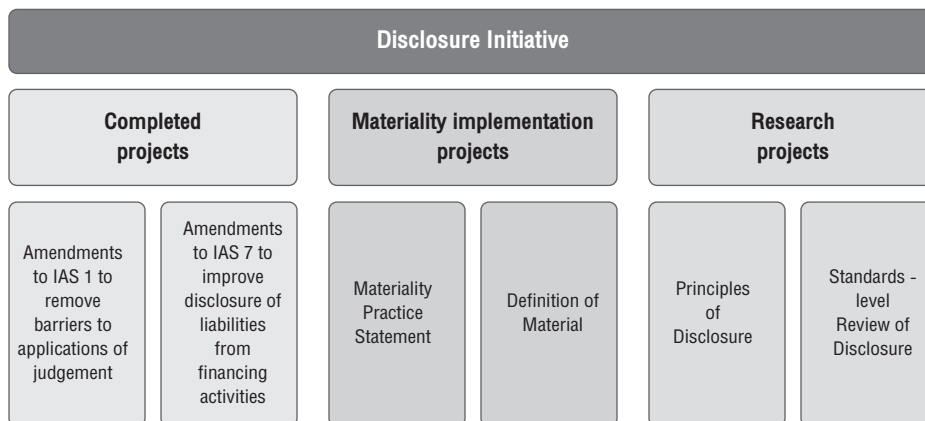 Disclosure Initiative
Completed
projects
Materiality implementation
projects
Research
projects
Amendments
to IAS 1 to
remove
barriers to
applications of
judgement
Amendments
to IAS 7 to
improve
disclosure of
liabilities
from
financing
activities
Materiality
Practice
Statement
Definition of
Material
Principles
of
Disclosure
Standards -
level
Review of
Disclosure